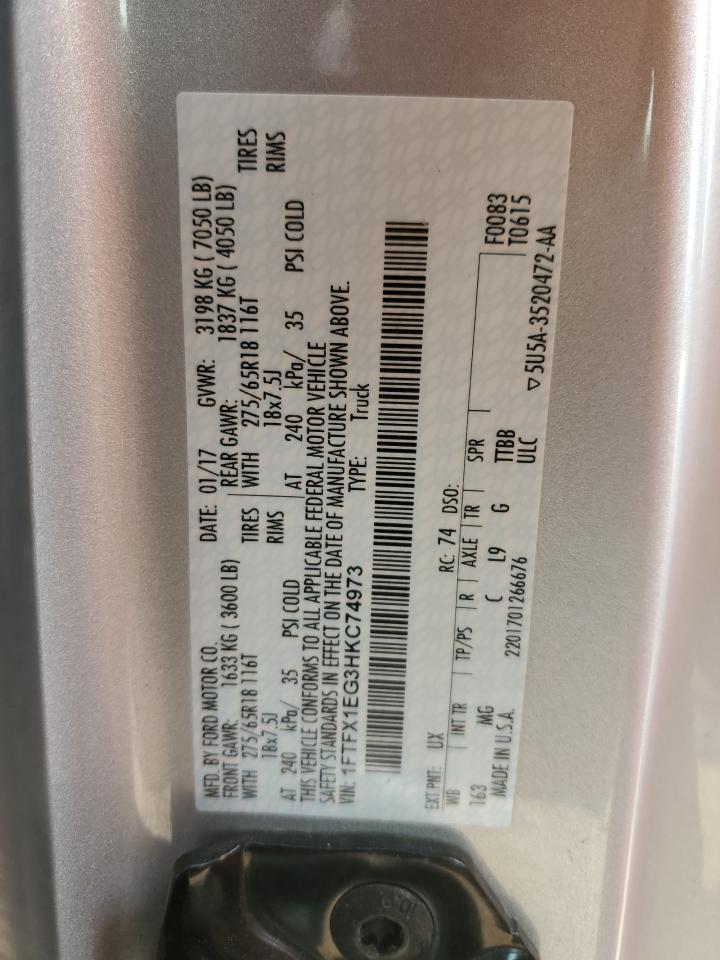 MFD. BY FORD MOTOR CO. DATE: 01/17 GVWR: 3198 KG ( 7050 LB)
FRONT GAWR: 1633 KG ( 3600 LB) REAR GAWR: 1837 KG ( 4050 LB)
WITH 275/65R18 116T TIRES WITH 275/65R18 116T TIRES
18x7.5J RIMS 18x7.5J RIMS
AT 240 kPa/ 35 PSI COLD AT 240 kPa/ 35 PSI COLD
THIS VEHICLE CONFORMS TO ALL APPLICABLE FEDERAL MOTOR VEHICLE
SAFETY STANDARDS IN EFFECT ON THE DATE OF MANUFACTURE SHOWN ABOVE.
VIN: 1FTFX1EG3HKC74973 TYPE: Truck
EXT PNT: UX RC: 74 DSO:
WB INT TR TP/PS R AXLE TR SPR F0083
163 MG C L9 G TTBB T0615
MADE IN U.S.A. 2201701266676 ULC ▽5U5A-3520472-AA
10.9